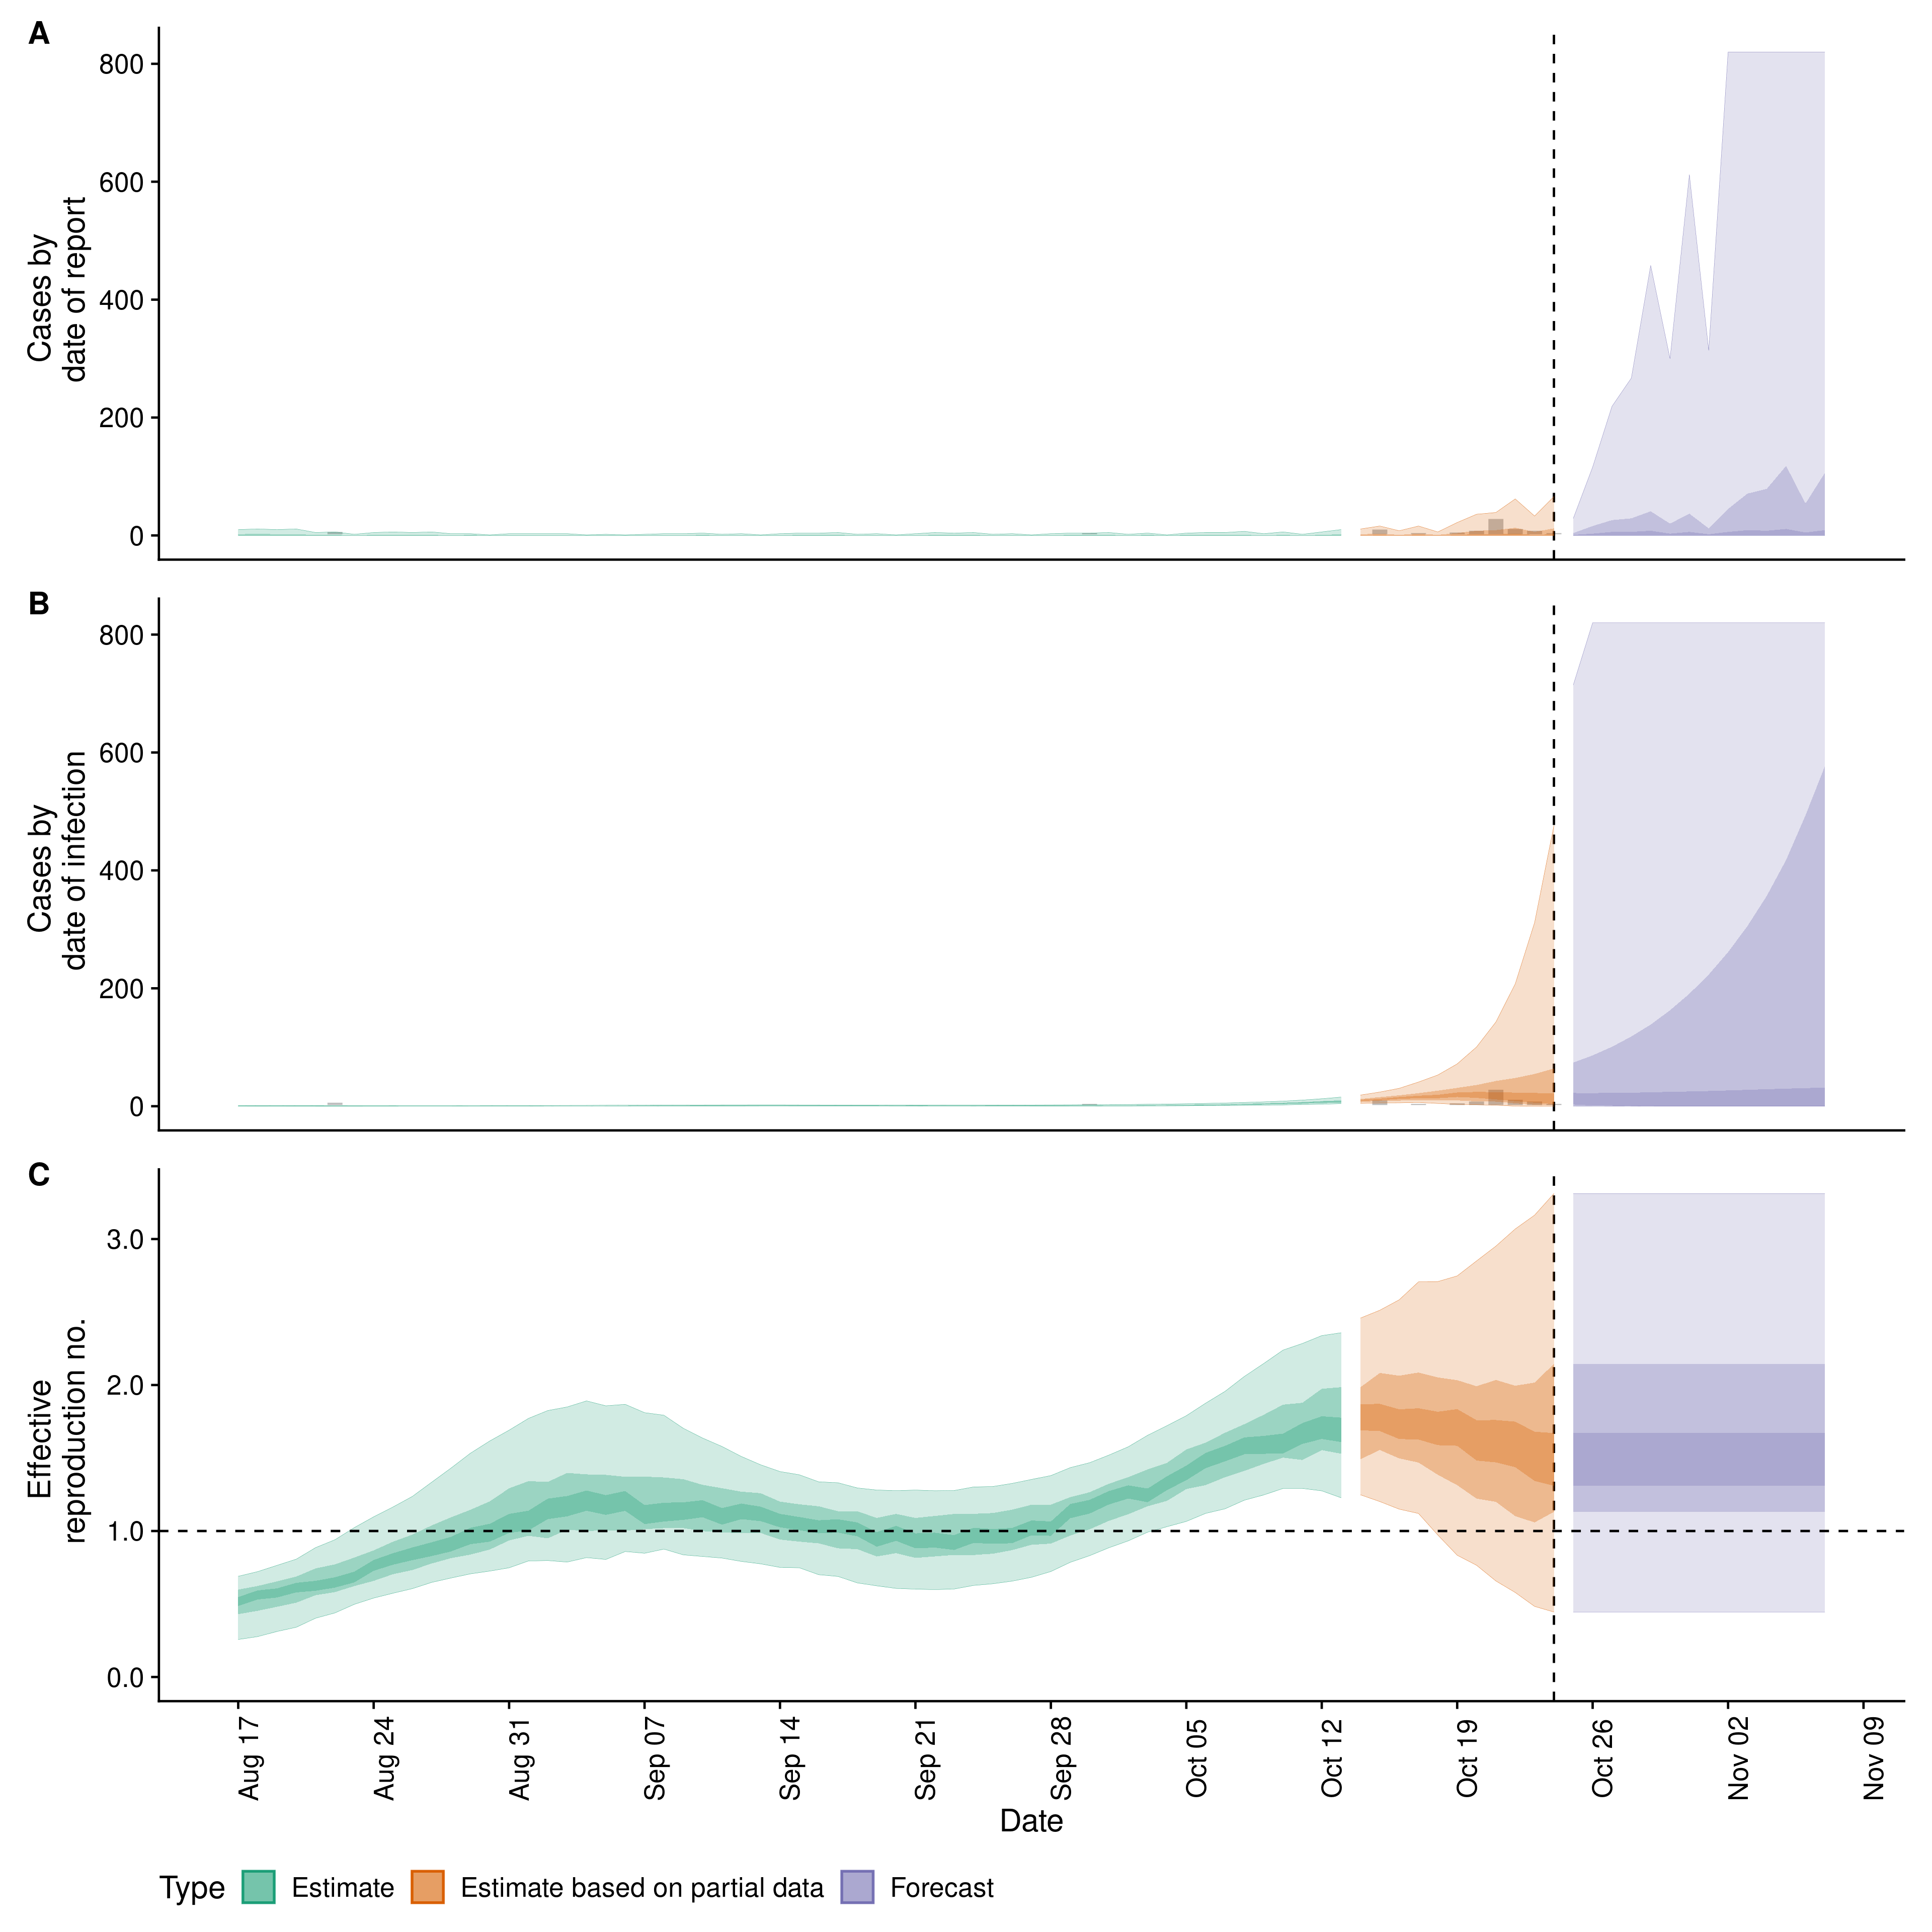 A
Cases by
date of report
800
600
400
200
0
B
Cases by
date of infection
800
600
400
200
0
C
Effective
reproduction no.
3.0
2.0
1.0
0.0
Aug 17
Aug 24
Aug 31
Sep 07
Sep 14
Sep 21
Sep 28
Oct 05
Oct 12
Oct 19
Oct 26
Nov 02
Nov 09
Date
Type Estimate Estimate based on partial data Forecast